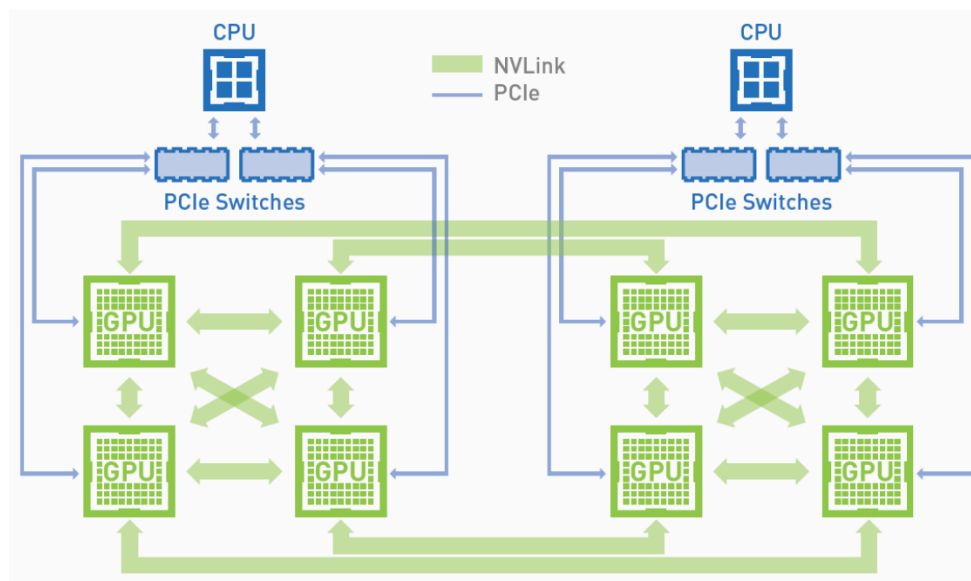 CPU
CPU
NVLink
PCIe
PCIe Switches
PCIe Switches
GPU
GPU
GPU
GPU
GPU
GPU
GPU
GPU